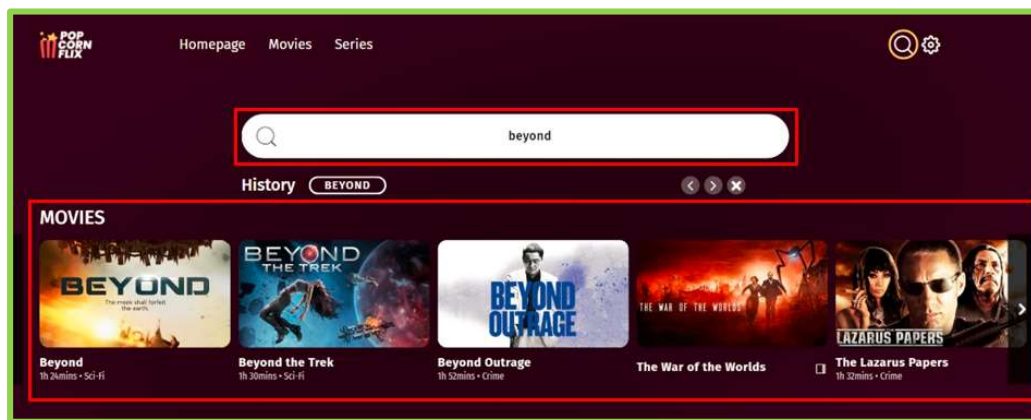 POP
CORN
FLIX
Homepage Movies Series
beyond
History BEYOND
MOVIES
BEYOND
The meek shall forfeit
the earth.
BEYOND
THE TREK
BEYOND
OUTRAGE
THE WAR OF THE WORLDS
LAZARUS PAPERS
Beyond
1h 24mins • Sci-Fi
Beyond the Trek
1h 30mins • Sci-Fi
Beyond Outrage
1h 52mins • Crime
The War of the Worlds
The Lazarus Papers
1h 32mins • Crime